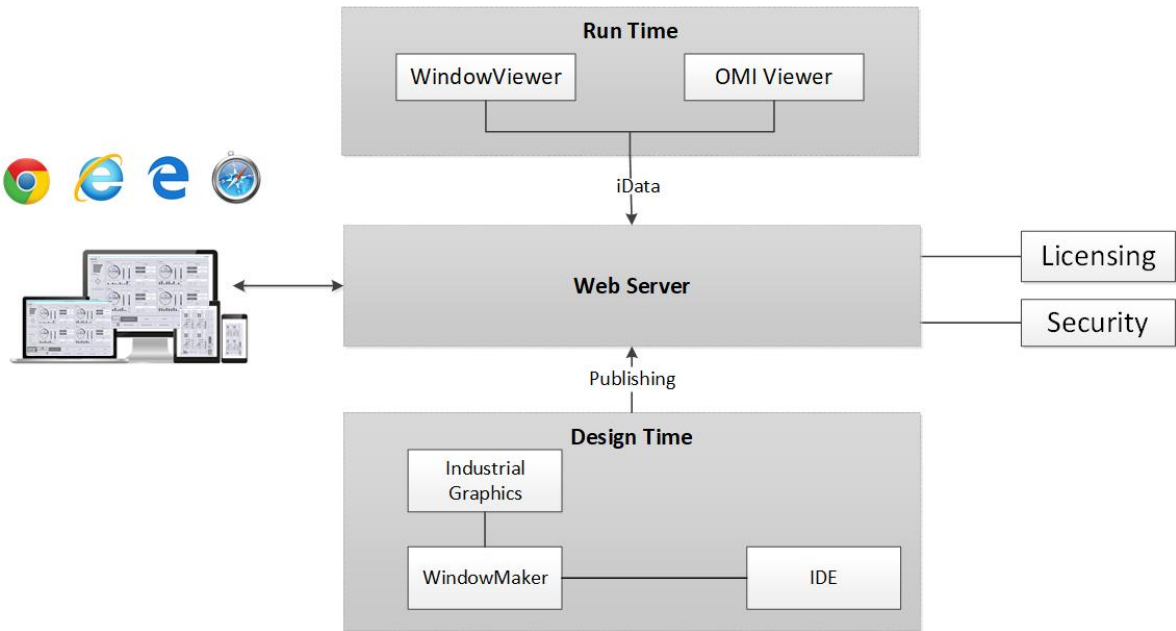 Run Time
WindowViewer
OMI Viewer
iData
Web Server
Licensing
Security
Publishing
Design Time
Industrial
Graphics
WindowMaker
IDE